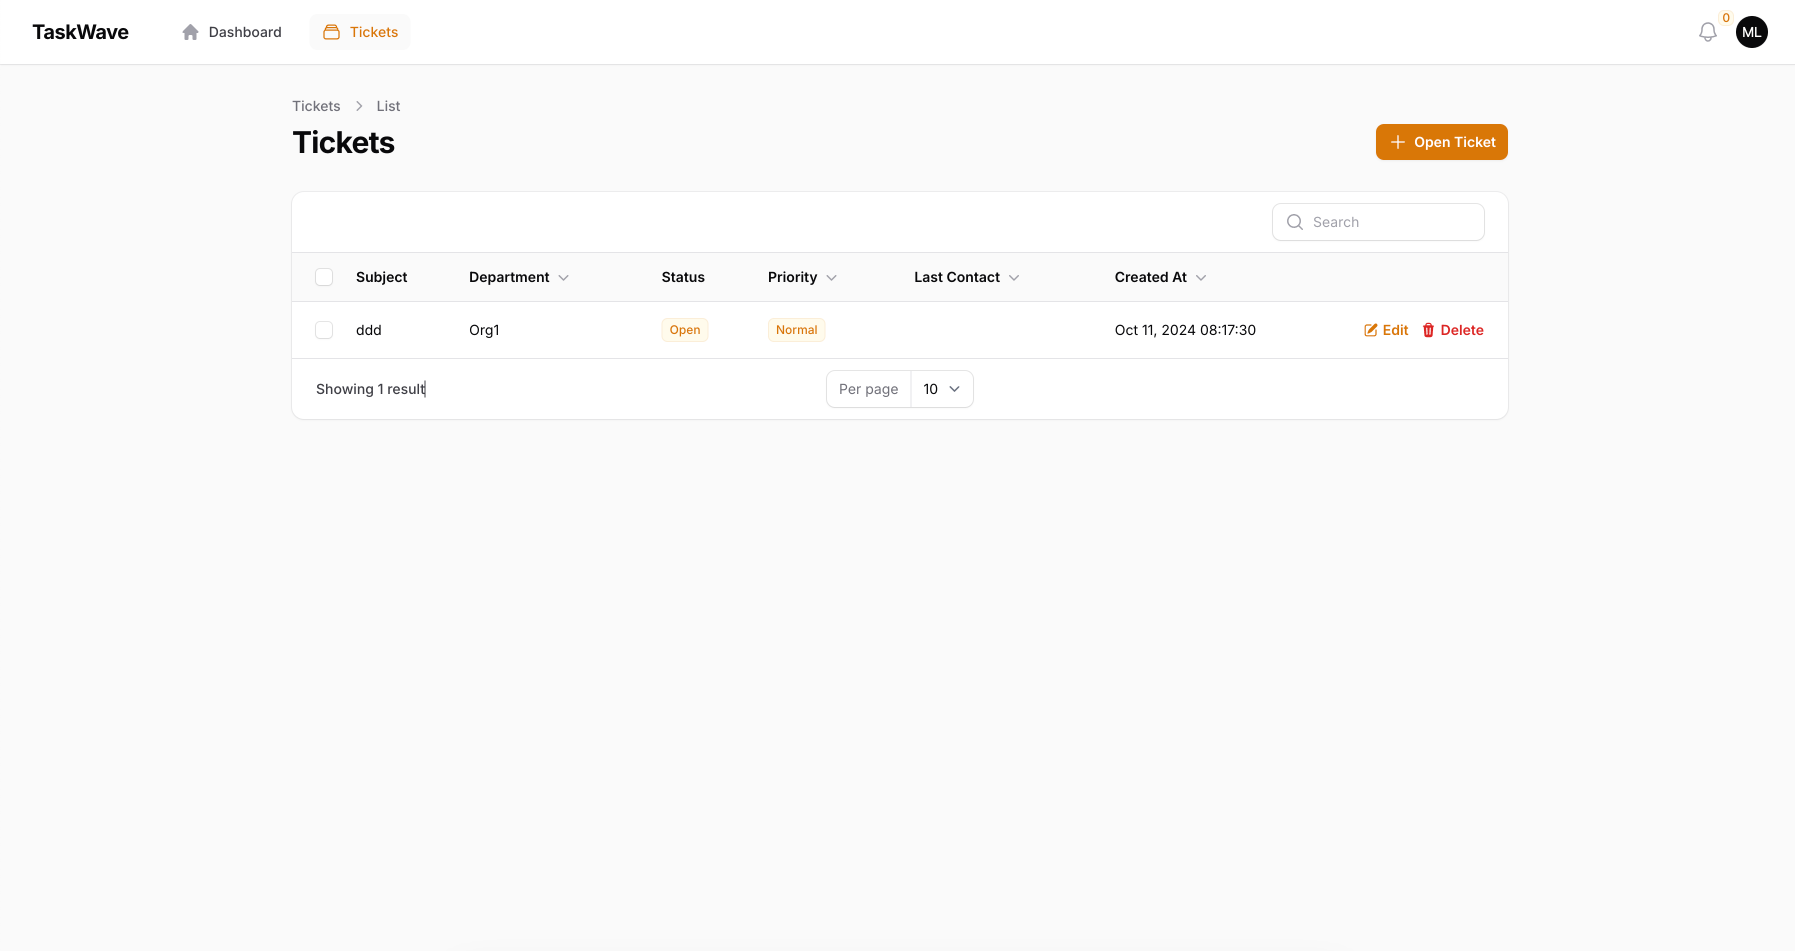 TaskWave Dashboard Tickets 0 ML
Tickets List
Tickets
Open Ticket
Search
Subject Department Status Priority Last Contact Created At
ddd Org1 Open Normal Oct 11, 2024 08:17:30 Edit Delete
Showing 1 result Per page 10